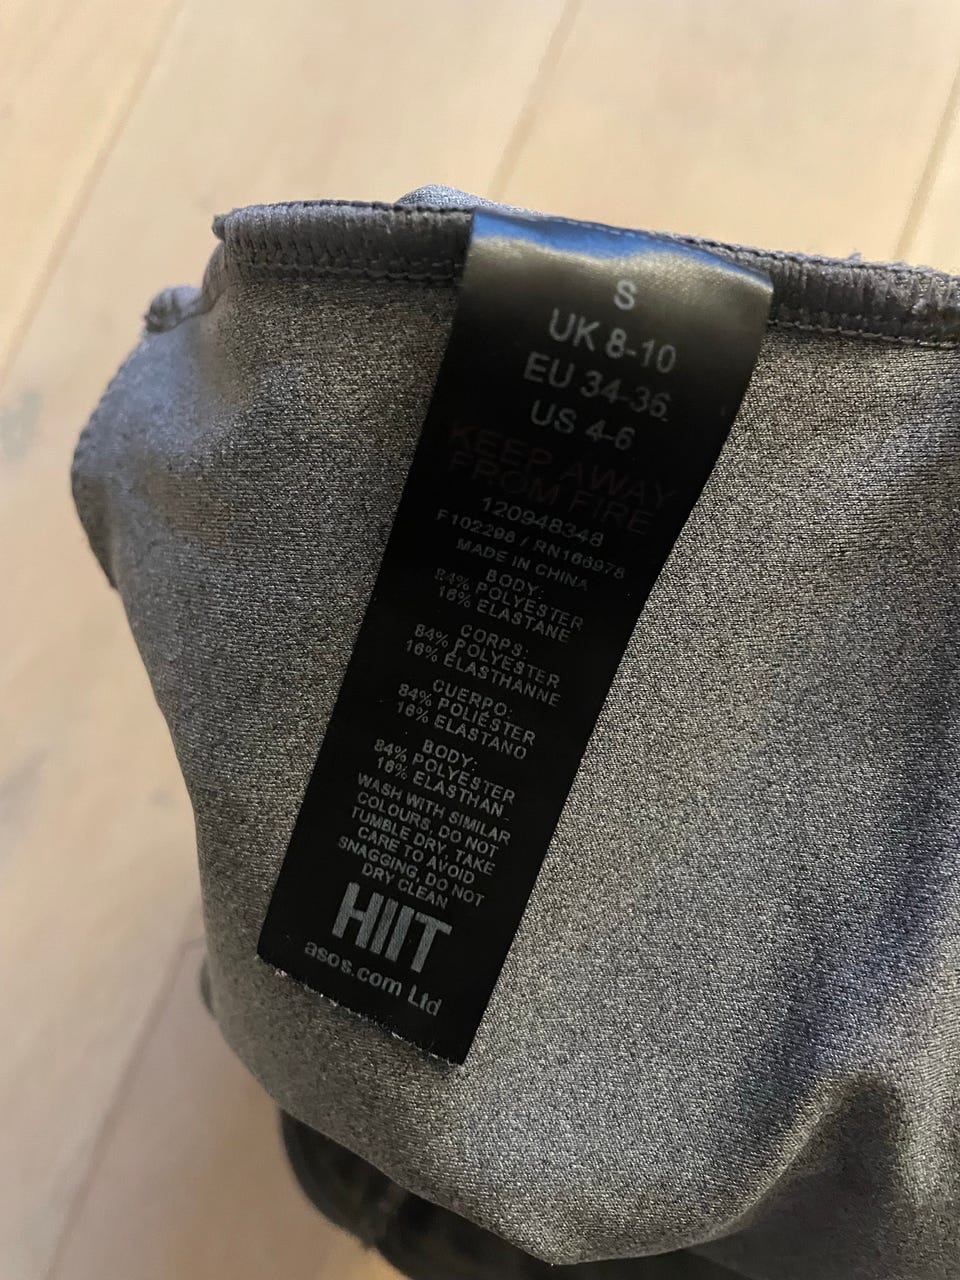 S
UK 8-10
EU 34-36
US 4-6
KEEP AWAY
FROM FIRE
120948348
F102298 / RN166978
MADE IN CHINA
BODY:
84% POLYESTER
16% ELASTANE
CORPS:
84% POLYESTER
16% ÉLASTHANNE
CUERPO:
84% POLIÉSTER
16% ELASTANO
BODY:
84% POLYESTER
16% ELASTHAN
WASH WITH SIMILAR
COLOURS, DO NOT
TUMBLE DRY, TAKE
CARE TO AVOID
SNAGGING, DO NOT
DRY CLEAN
HIIT
asos.com Ltd